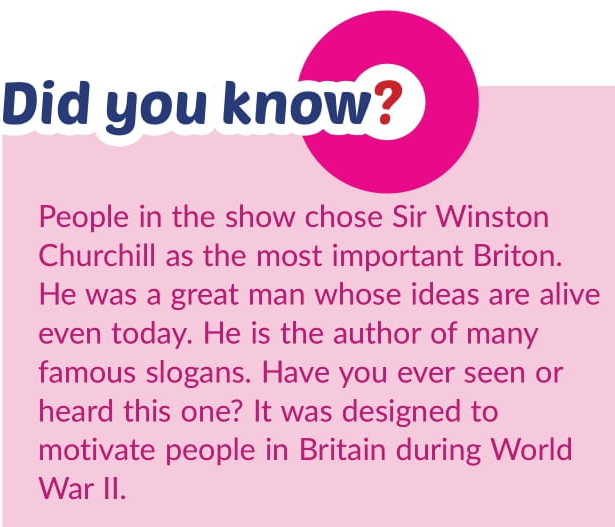 Did you know?
People in the show chose Sir Winston
Churchill as the most important Briton.
He was a great man whose ideas are alive
even today. He is the author of many
famous slogans. Have you ever seen or
heard this one? It was designed to
motivate people in Britain during World
War II.